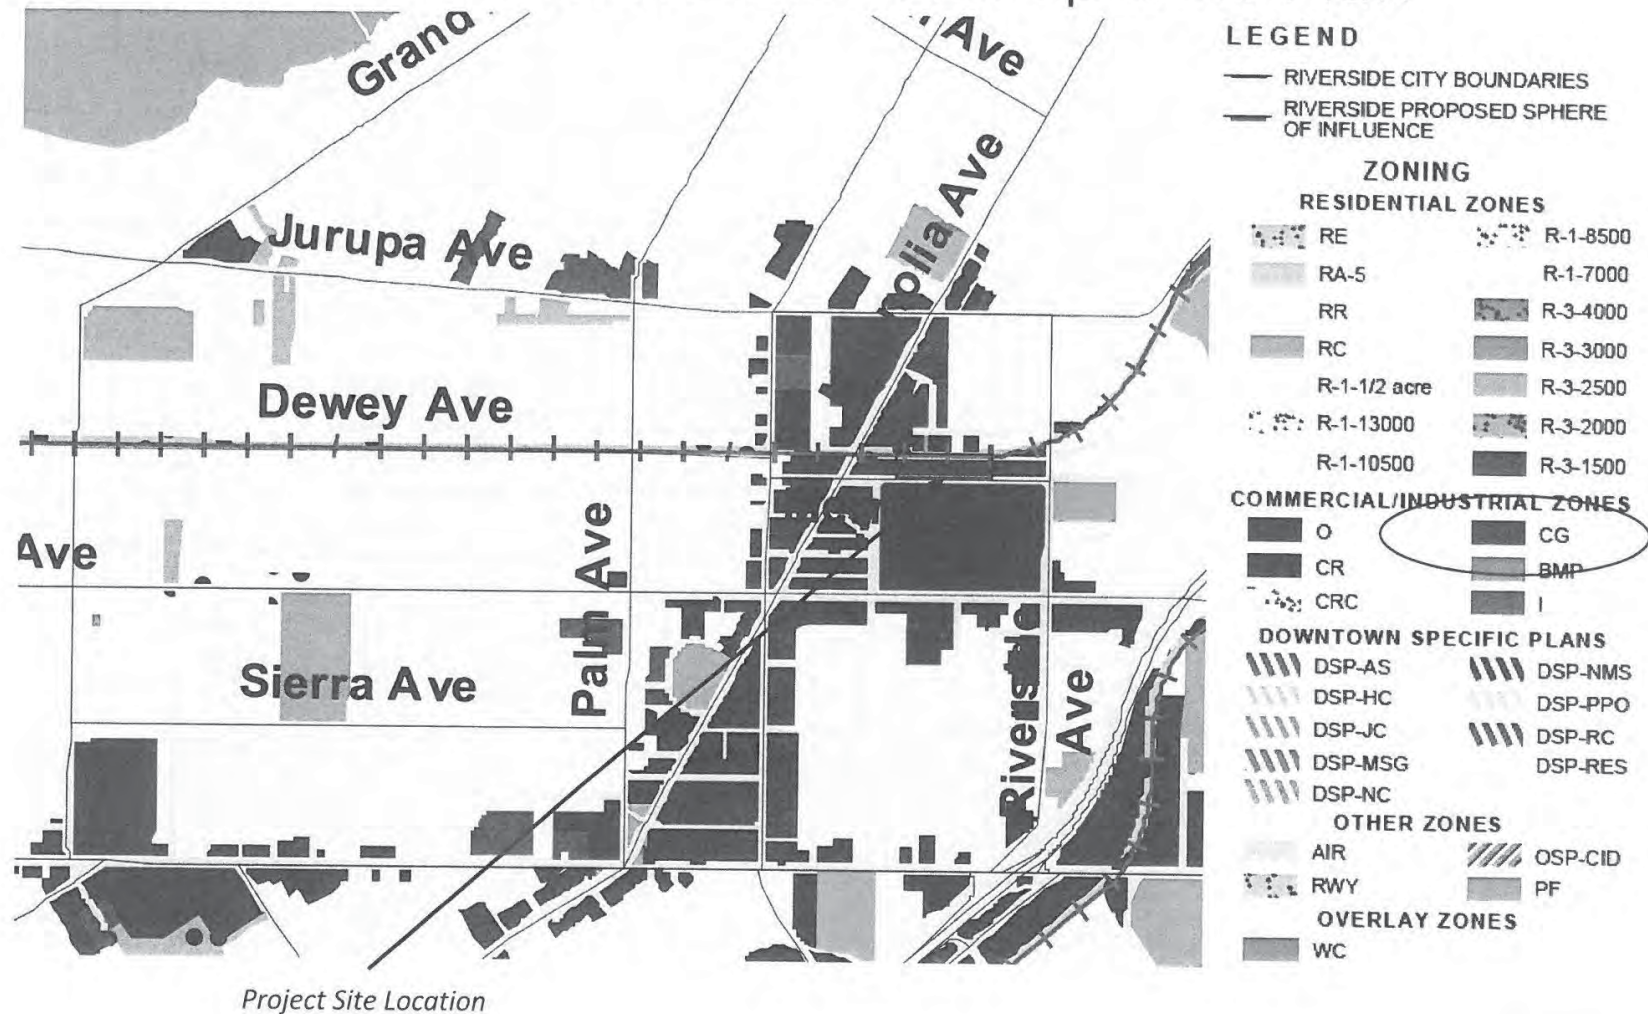 Grand
Ave
olia Ave
Jurupa Ave
Dewey Ave
Ave
Palm Ave
Sierra Ave
Riverside
Ave
Project Site Location
LEGEND
RIVERSIDE CITY BOUNDARIES
RIVERSIDE PROPOSED SPHERE
OF INFLUENCE
ZONING
RESIDENTIAL ZONES
RE
R-1-8500
RA-5
R-1-7000
RR
R-3-4000
RC
R-3-3000
R-1-1/2 acre
R-3-2500
R-1-13000
R-3-2000
R-1-10500
R-3-1500
COMMERCIAL/INDUSTRIAL ZONES
O
CG
CR
BMP
CRC
I
DOWNTOWN SPECIFIC PLANS
DSP-AS
DSP-NMS
DSP-HC
DSP-PPO
DSP-JC
DSP-RC
DSP-MSG
DSP-RES
DSP-NC
OTHER ZONES
AIR
OSP-CID
RWY
PF
OVERLAY ZONES
WC